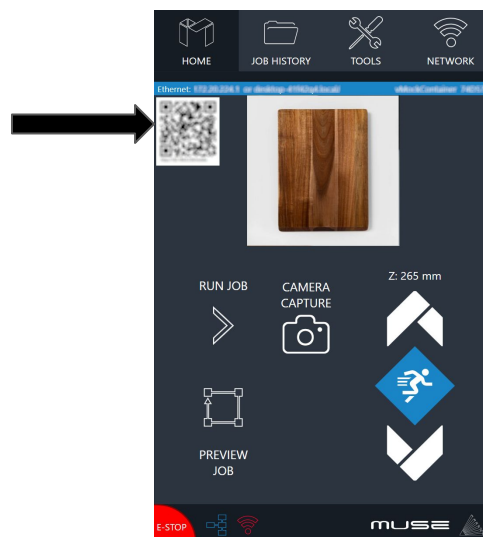 HOME
JOB HISTORY
TOOLS
NETWORK
Ethernet: 172.20.224.1 or desktop-41f42qt.local/
RUN JOB
CAMERA
CAPTURE
Z: 265 mm
PREVIEW
JOB
E-STOP
muse